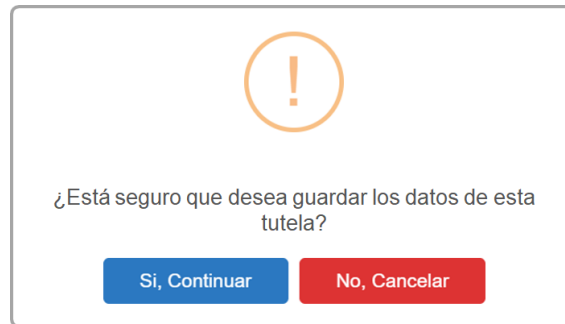 !
¿Está seguro que desea guardar los datos de esta
tutela?
Si, Continuar
No, Cancelar